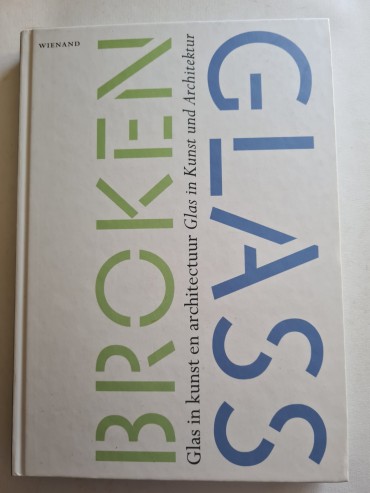 WIENAND
BROKEN
Glas in kunst en architectuur Glas in Kunst und Architektur
GLASS